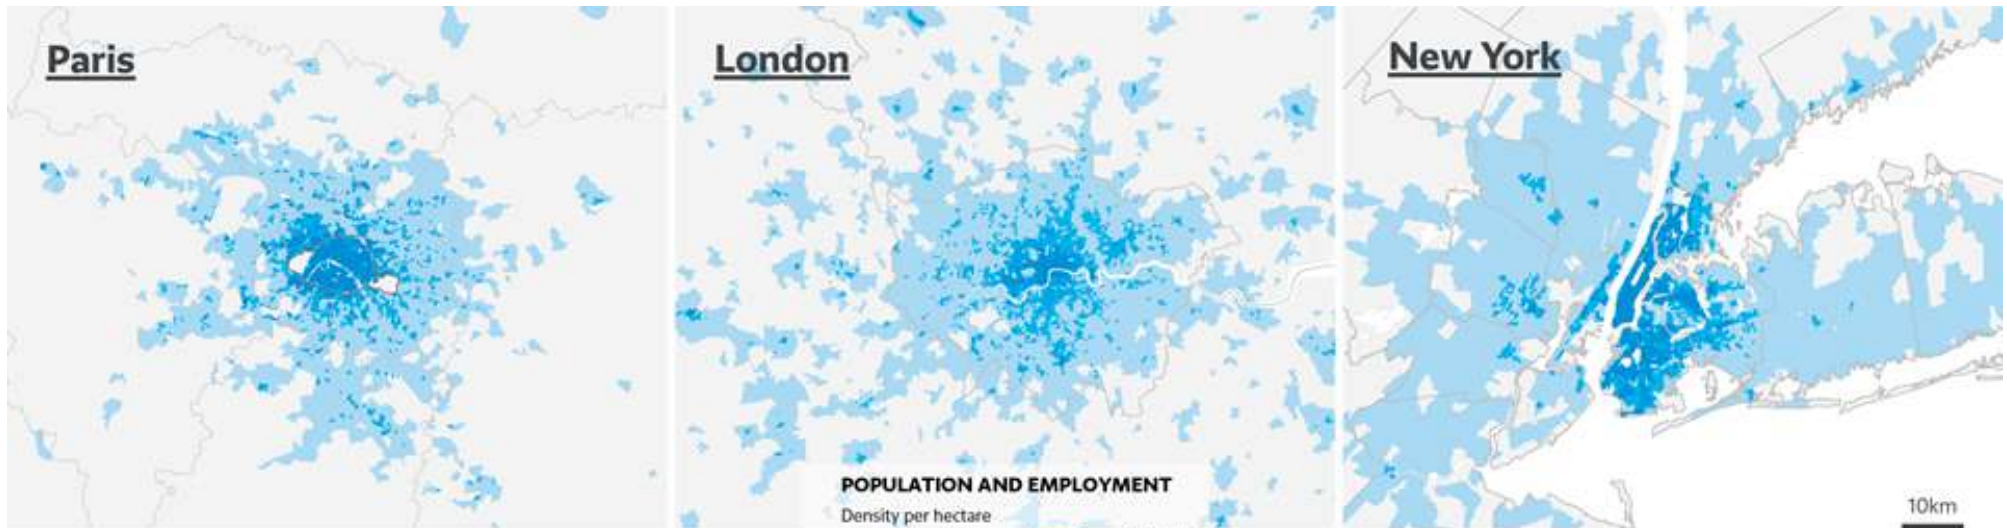 Paris
London
New York
POPULATION AND EMPLOYMENT
Density per hectare
10km